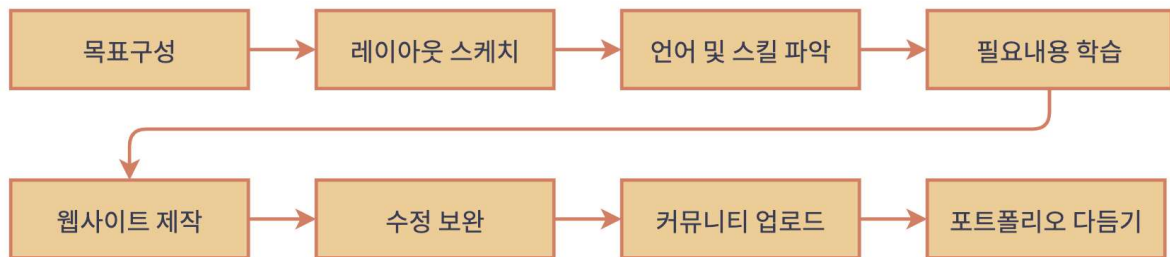 목표구성
레이아웃 스케치
언어 및 스킬 파악
필요내용 학습
웹사이트 제작
수정 보완
커뮤니티 업로드
포트폴리오 다듬기